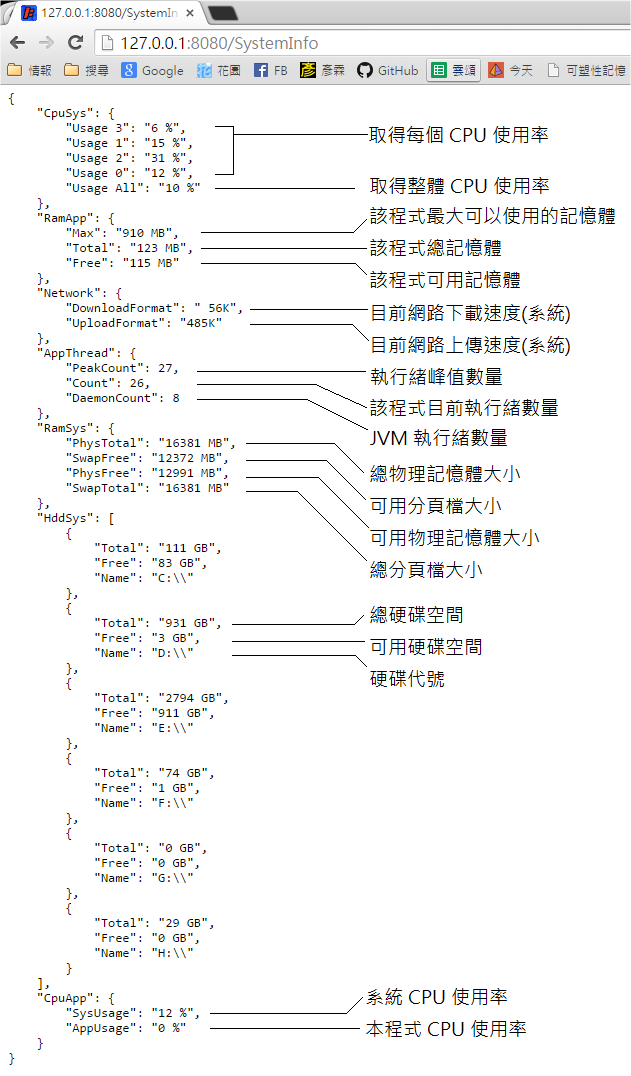 127.0.0.1:8080/SystemIn
127.0.0.1:8080/SystemInfo
情報 搜尋 Google 花園 FB 彥霖 GitHub 雲頌 今天 可塑性記憶
{
"CpuSys": {
"Usage 3": "6 %",
"Usage 1": "15 %", 取得每個 CPU 使用率
"Usage 2": "31 %",
"Usage 0": "12 %",
"Usage All": "10 %" 取得整體 CPU 使用率
},
"RamApp": { 該程式最大可以使用的記憶體
"Max": "910 MB",
"Total": "123 MB", 該程式總記憶體
"Free": "115 MB" 該程式可用記憶體
},
"Network": {
"DownloadFormat": " 56K", 目前網路下載速度(系統)
"UploadFormat": "485K" 目前網路上傳速度(系統)
},
"AppThread": {
"PeakCount": 27, 執行緒峰值數量
"Count": 26, 該程式目前執行緒數量
"DaemonCount": 8 JVM 執行緒數量
},
"RamSys": {
"PhysTotal": "16381 MB", 總物理記憶體大小
"SwapFree": "12372 MB", 可用分頁檔大小
"PhysFree": "12991 MB", 可用物理記憶體大小
"SwapTotal": "16381 MB" 總分頁檔大小
},
"HddSys": [
{
"Total": "111 GB",
"Free": "83 GB",
"Name": "C:\\"
},
{
"Total": "931 GB", 總硬碟空間
"Free": "3 GB", 可用硬碟空間
"Name": "D:\\" 硬碟代號
},
{
"Total": "2794 GB",
"Free": "911 GB",
"Name": "E:\\"
},
{
"Total": "74 GB",
"Free": "1 GB",
"Name": "F:\\"
},
{
"Total": "0 GB",
"Free": "0 GB",
"Name": "G:\\"
},
{
"Total": "29 GB",
"Free": "0 GB",
"Name": "H:\\"
}
],
"CpuApp": { 系統 CPU 使用率
"SysUsage": "12 %",
"AppUsage": "0 %" 本程式 CPU 使用率
}
}